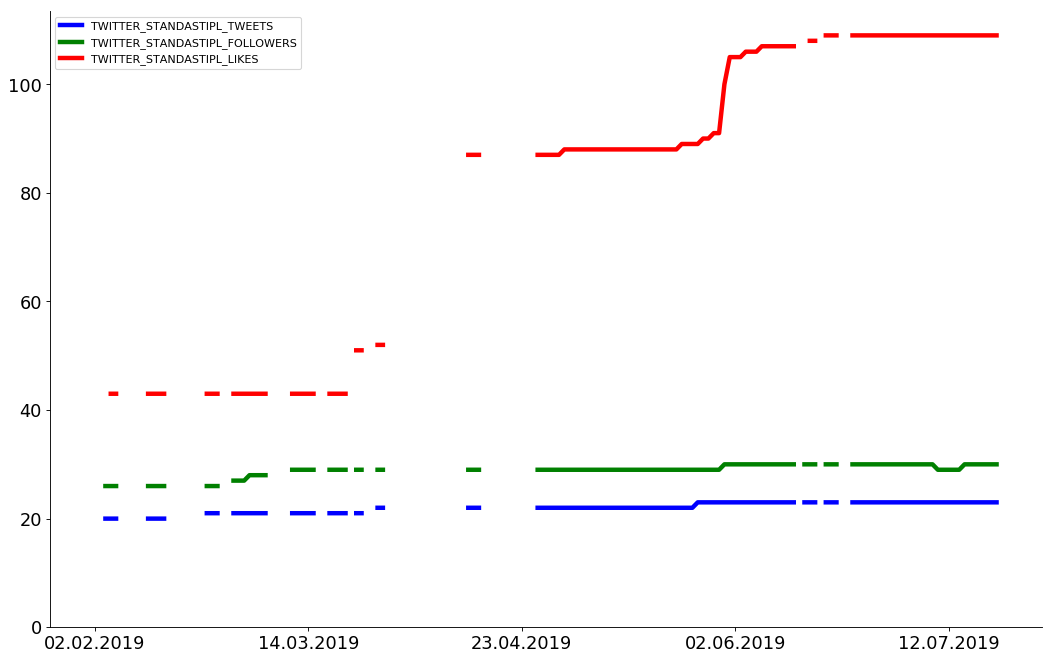 TWITTER_STANDASTIPL_TWEETS
TWITTER_STANDASTIPL_FOLLOWERS
TWITTER_STANDASTIPL_LIKES
100
80
60
40
20
0
02.02.2019 14.03.2019 23.04.2019 02.06.2019 12.07.2019